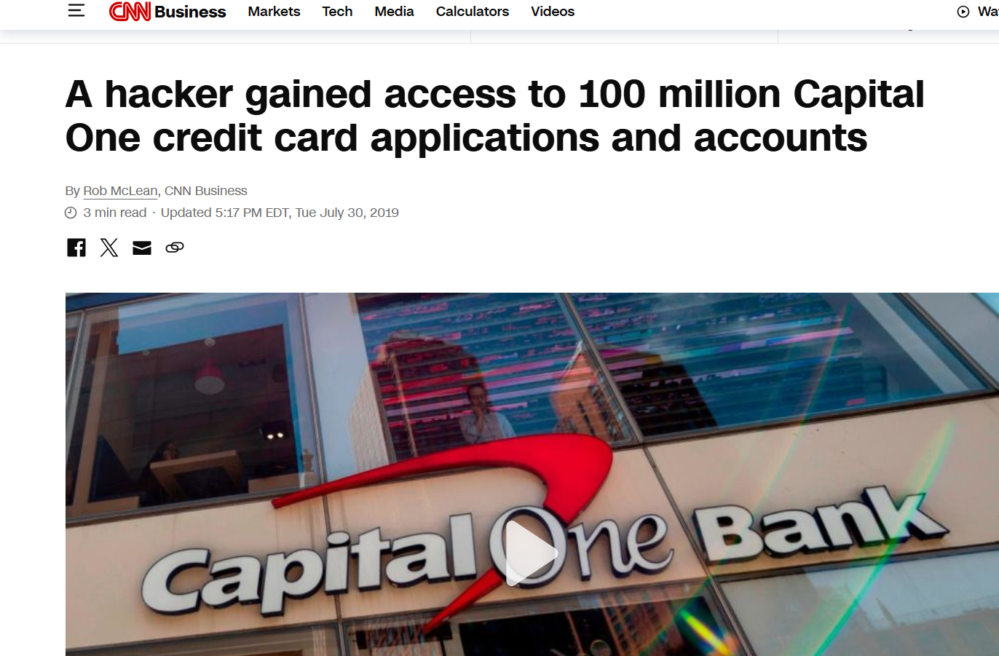 CNN Business Markets Tech Media Calculators Videos
A hacker gained access to 100 million Capital
One credit card applications and accounts
By Rob McLean, CNN Business
3 min read · Updated 5:17 PM EDT, Tue July 30, 2019
Capital One Bank